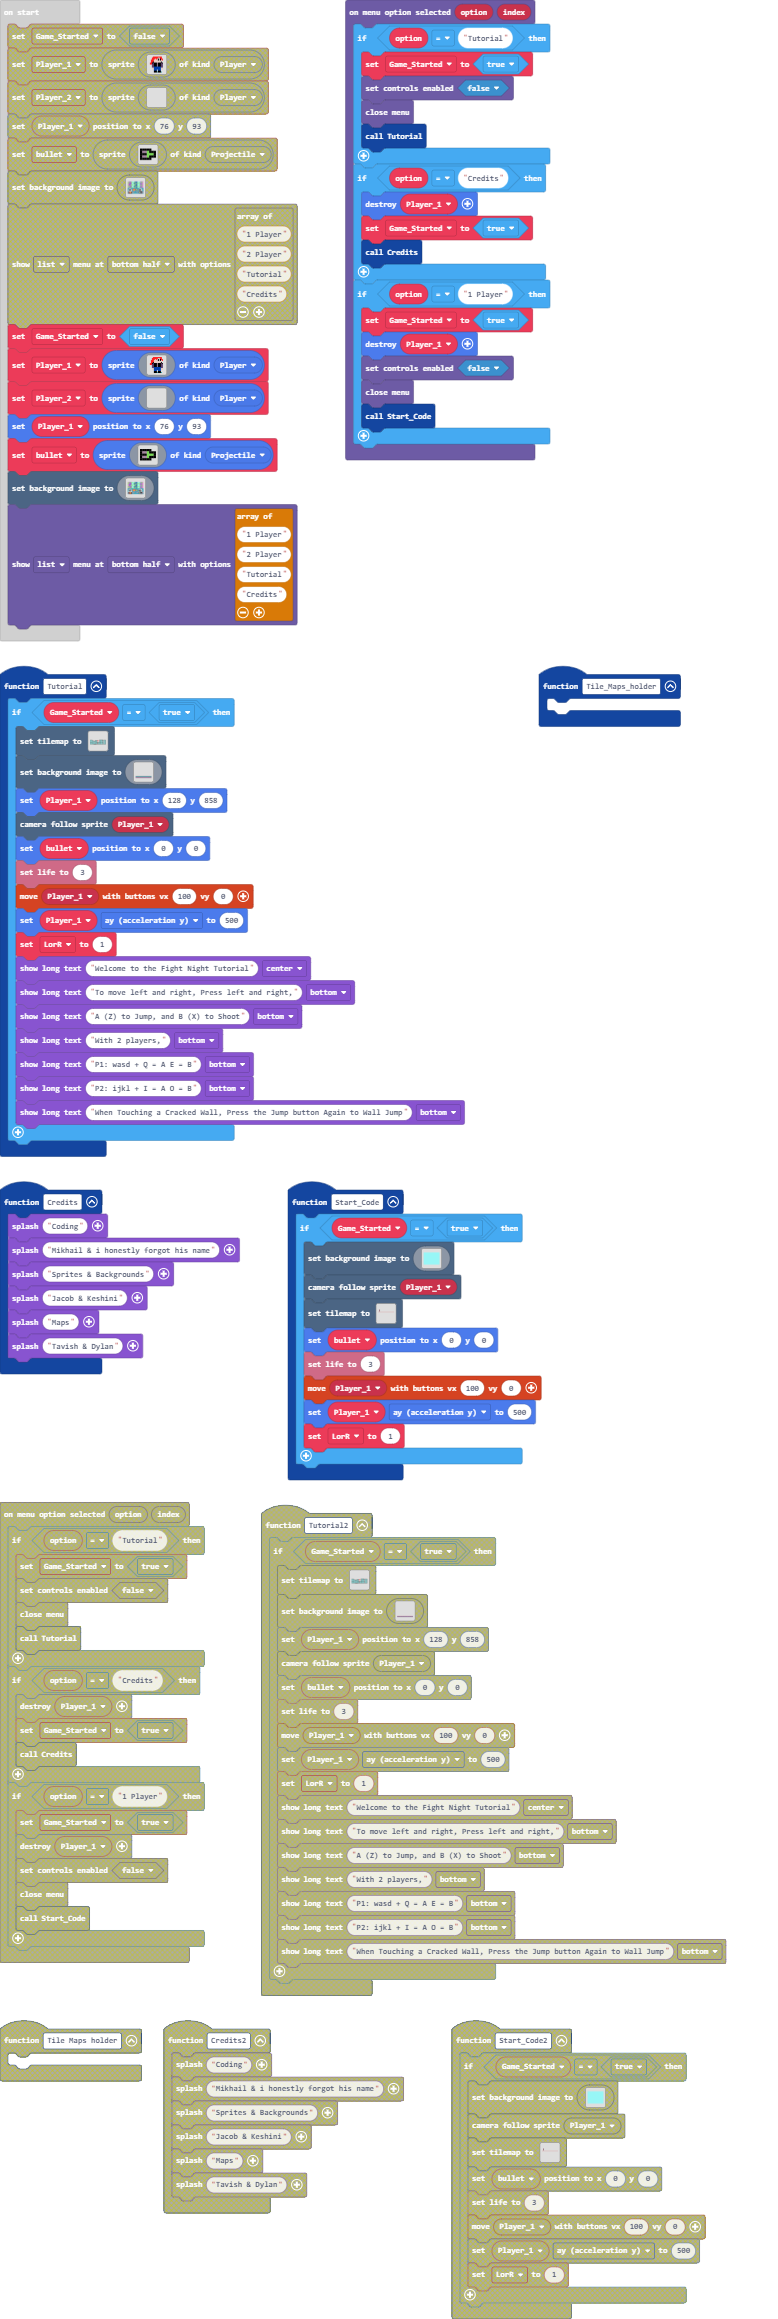 on start
set Game_Started to false
set Player_1 to sprite of kind Player
set Player_2 to sprite of kind Player
set Player_1 position to x 76 y 93
set bullet to sprite of kind Projectile
set background image to
array of
"1 Player"
"2 Player"
show list menu at bottom half with options
"Tutorial"
"Credits"
set Game_Started to false
set Player_1 to sprite of kind Player
set Player_2 to sprite of kind Player
set Player_1 position to x 76 y 93
set bullet to sprite of kind Projectile
set background image to
array of
"1 Player"
"2 Player"
show list menu at bottom half with options
"Tutorial"
"Credits"
on menu option selected option index
if option = "Tutorial" then
set Game_Started to true
set controls enabled false
close menu
call Tutorial
if option = "Credits" then
destroy Player_1
set Game_Started to true
call Credits
if option = "1 Player" then
set Game_Started to true
destroy Player_1
set controls enabled false
close menu
call Start_Code
function Tutorial
if Game_Started = true then
set tilemap to
set background image to
set Player_1 position to x 128 y 858
camera follow sprite Player_1
set bullet position to x 0 y 0
set life to 3
move Player_1 with buttons vx 100 vy 0
set Player_1 ay (acceleration y) to 500
set LorR to 1
show long text "Welcome to the Fight Night Tutorial" center
show long text "To move left and right, Press left and right," bottom
show long text "A (Z) to Jump, and B (X) to Shoot" bottom
show long text "With 2 players," bottom
show long text "P1: wasd + Q = A E = B" bottom
show long text "P2: ijkl + I = A O = B" bottom
show long text "When Touching a Cracked Wall, Press the Jump button Again to Wall Jump" bottom
function Tile_Maps_holder
function Credits
splash "Coding"
splash "Mikhail & i honestly forgot his name"
splash "Sprites & Backgrounds"
splash "Jacob & Keshini"
splash "Maps"
splash "Tavish & Dylan"
function Start_Code
if Game_Started = true then
set background image to
camera follow sprite Player_1
set tilemap to
set bullet position to x 0 y 0
set life to 3
move Player_1 with buttons vx 100 vy 0
set Player_1 ay (acceleration y) to 500
set LorR to 1
on menu option selected option index
if option = "Tutorial" then
set Game_Started to true
set controls enabled false
close menu
call Tutorial
if option = "Credits" then
destroy Player_1
set Game_Started to true
call Credits
if option = "1 Player" then
set Game_Started to true
destroy Player_1
set controls enabled false
close menu
call Start_Code
function Tutorial2
if Game_Started = true then
set tilemap to
set background image to
set Player_1 position to x 128 y 858
camera follow sprite Player_1
set bullet position to x 0 y 0
set life to 3
move Player_1 with buttons vx 100 vy 0
set Player_1 ay (acceleration y) to 500
set LorR to 1
show long text "Welcome to the Fight Night Tutorial" center
show long text "To move left and right, Press left and right," bottom
show long text "A (Z) to Jump, and B (X) to Shoot" bottom
show long text "With 2 players," bottom
show long text "P1: wasd + Q = A E = B" bottom
show long text "P2: ijkl + I = A O = B" bottom
show long text "When Touching a Cracked Wall, Press the Jump button Again to Wall Jump" bottom
function Tile Maps holder
function Credits2
splash "Coding"
splash "Mikhail & i honestly forgot his name"
splash "Sprites & Backgrounds"
splash "Jacob & Keshini"
splash "Maps"
splash "Tavish & Dylan"
function Start_Code2
if Game_Started = true then
set background image to
camera follow sprite Player_1
set tilemap to
set bullet position to x 0 y 0
set life to 3
move Player_1 with buttons vx 100 vy 0
set Player_1 ay (acceleration y) to 500
set LorR to 1